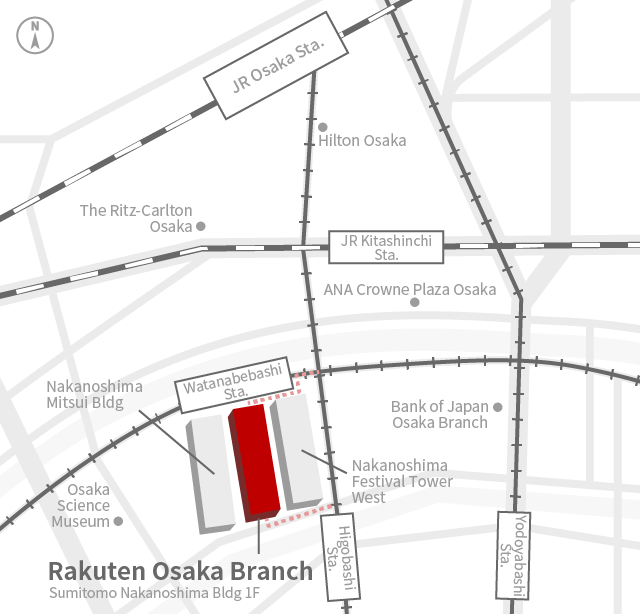 N
JR Osaka Sta.
Hilton Osaka
The Ritz-Carlton
Osaka
JR Kitashinchi
Sta.
ANA Crowne Plaza Osaka
Watanabebashi
Sta.
Nakanoshima
Mitsui Bldg
Bank of Japan
Osaka Branch
Nakanoshima
Festival Tower
West
Osaka
Science
Museum
Higobashi
Sta.
Yodoyabashi
Sta.
Rakuten Osaka Branch
Sumitomo Nakanoshima Bldg 1F